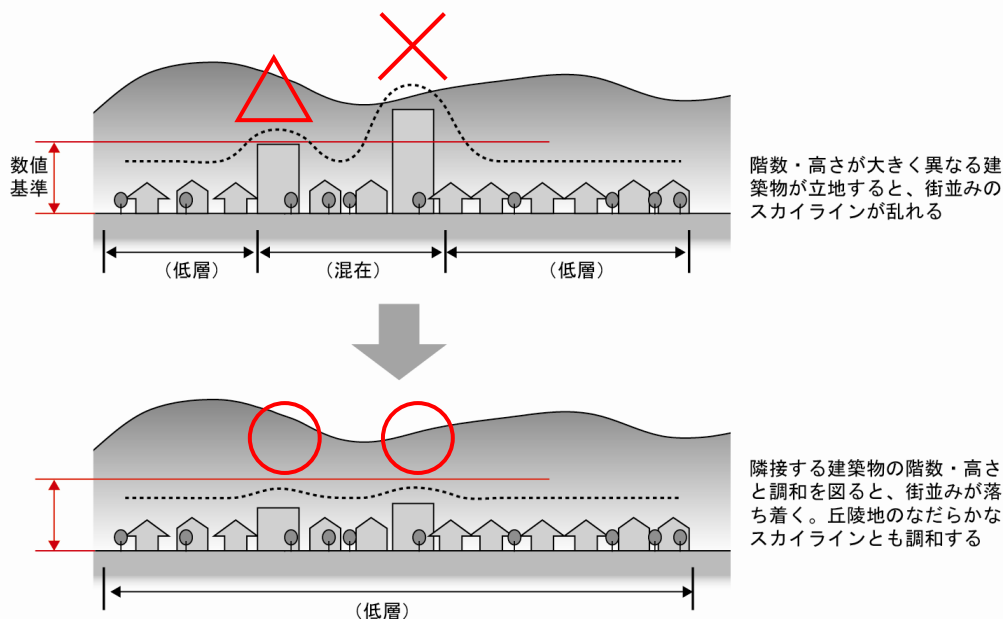 数値
基準
階数・高さが大きく異なる建
築物が立地すると、街並みの
スカイラインが乱れる
（低層）
（混在）
（低層）
隣接する建築物の階数・高さ
と調和を図ると、街並みが落
ち着く。丘陵地のなだらかな
スカイラインとも調和する
（低層）